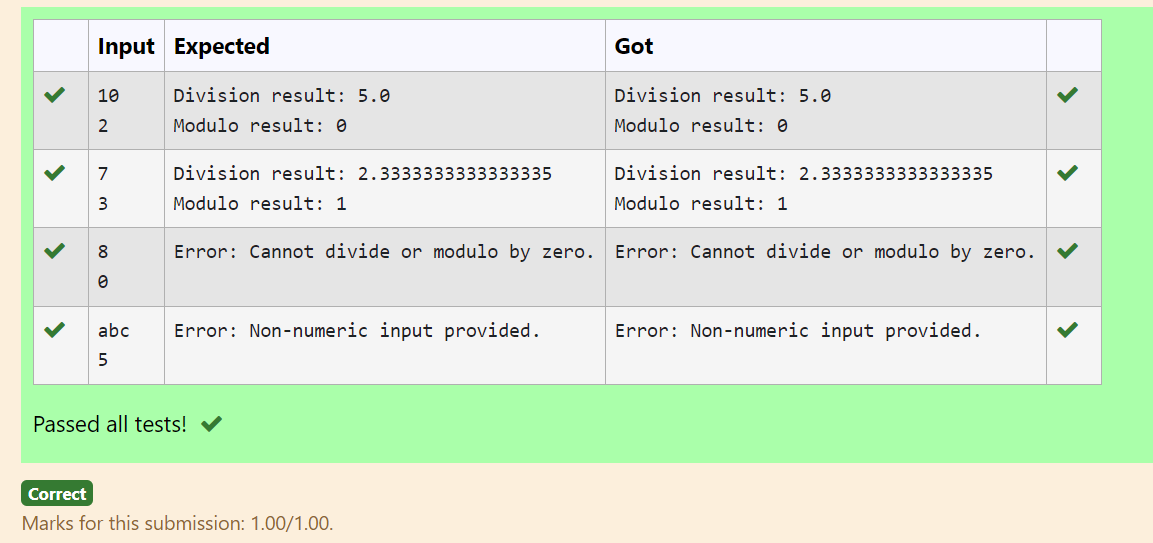 Input Expected Got
10 Division result: 5.0 Division result: 5.0
2 Modulo result: 0 Modulo result: 0
7 Division result: 2.3333333333333335 Division result: 2.3333333333333335
3 Modulo result: 1 Modulo result: 1
8 Error: Cannot divide or modulo by zero. Error: Cannot divide or modulo by zero.
0
abc Error: Non-numeric input provided. Error: Non-numeric input provided.
5
Passed all tests!
Correct
Marks for this submission: 1.00/1.00.